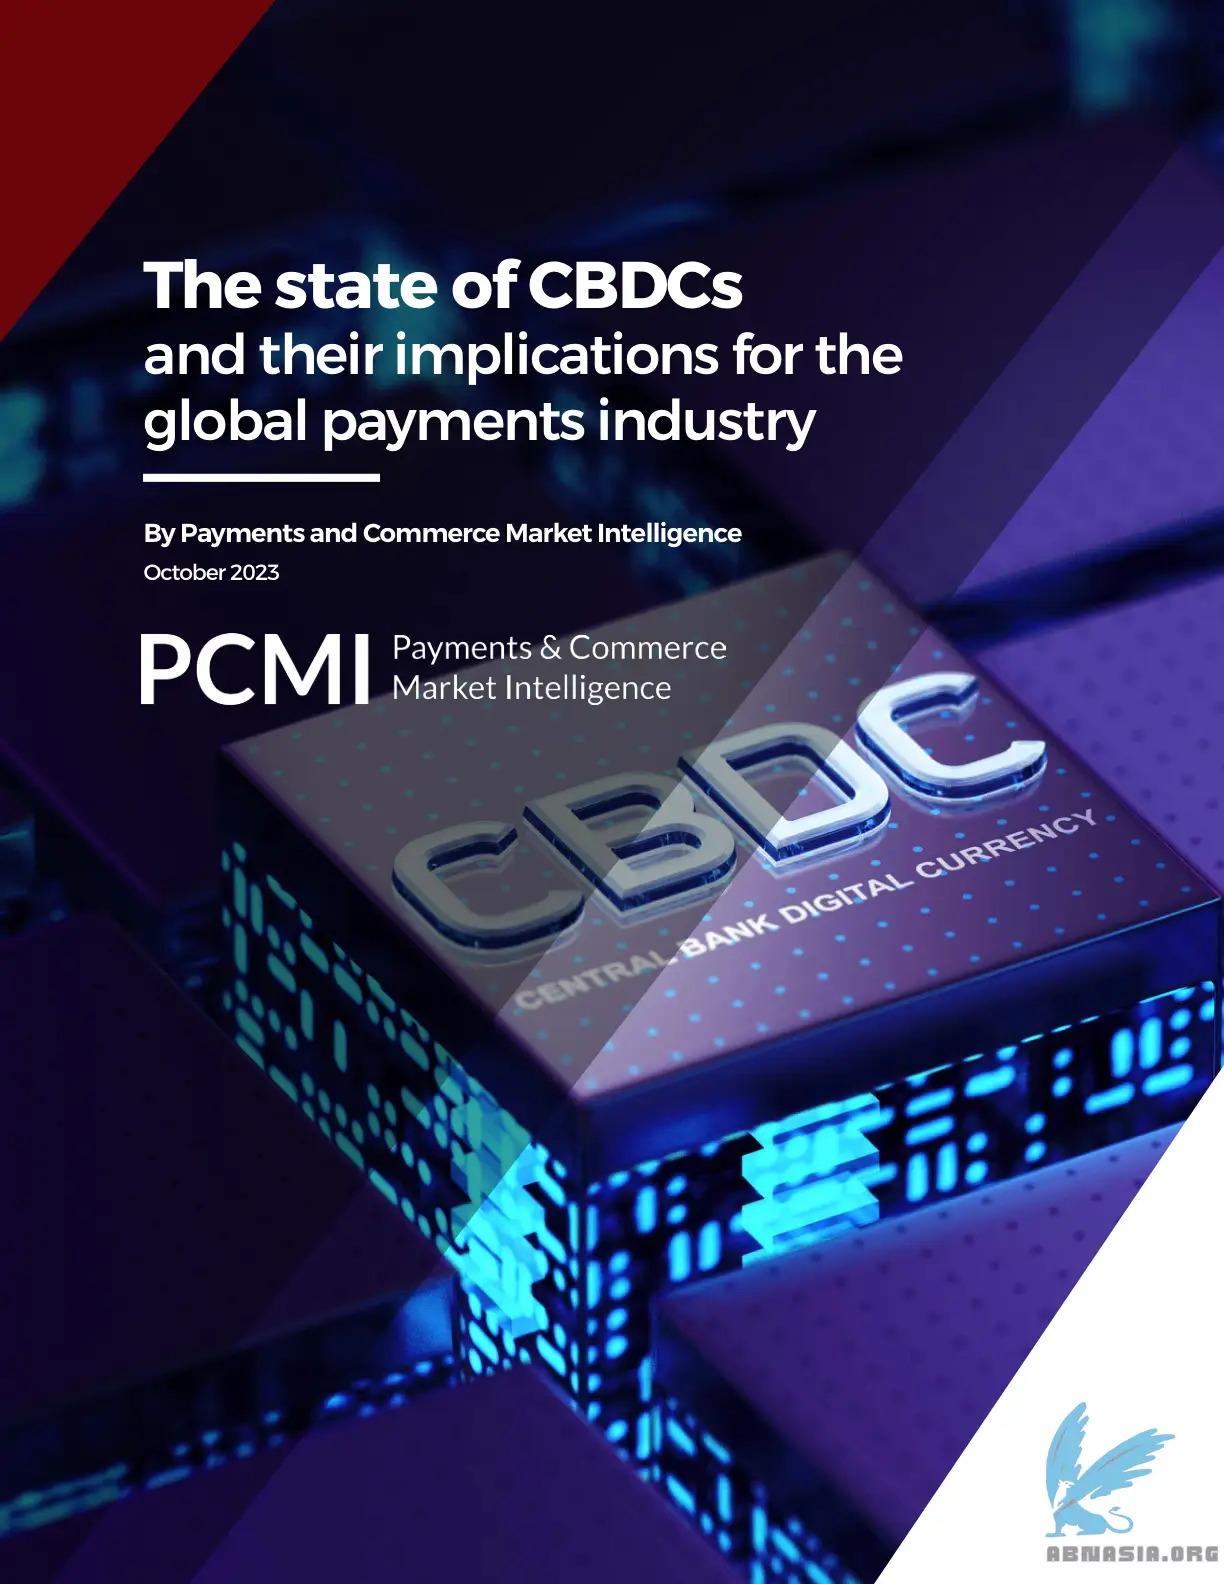 The state of CBDCs
and their implications for the
global payments industry
By Payments and Commerce Market Intelligence
October 2023
PCMI
Payments & Commerce
Market Intelligence
CBDC
CENTRAL BANK DIGITAL CURRENCY
ABNASIA.ORG